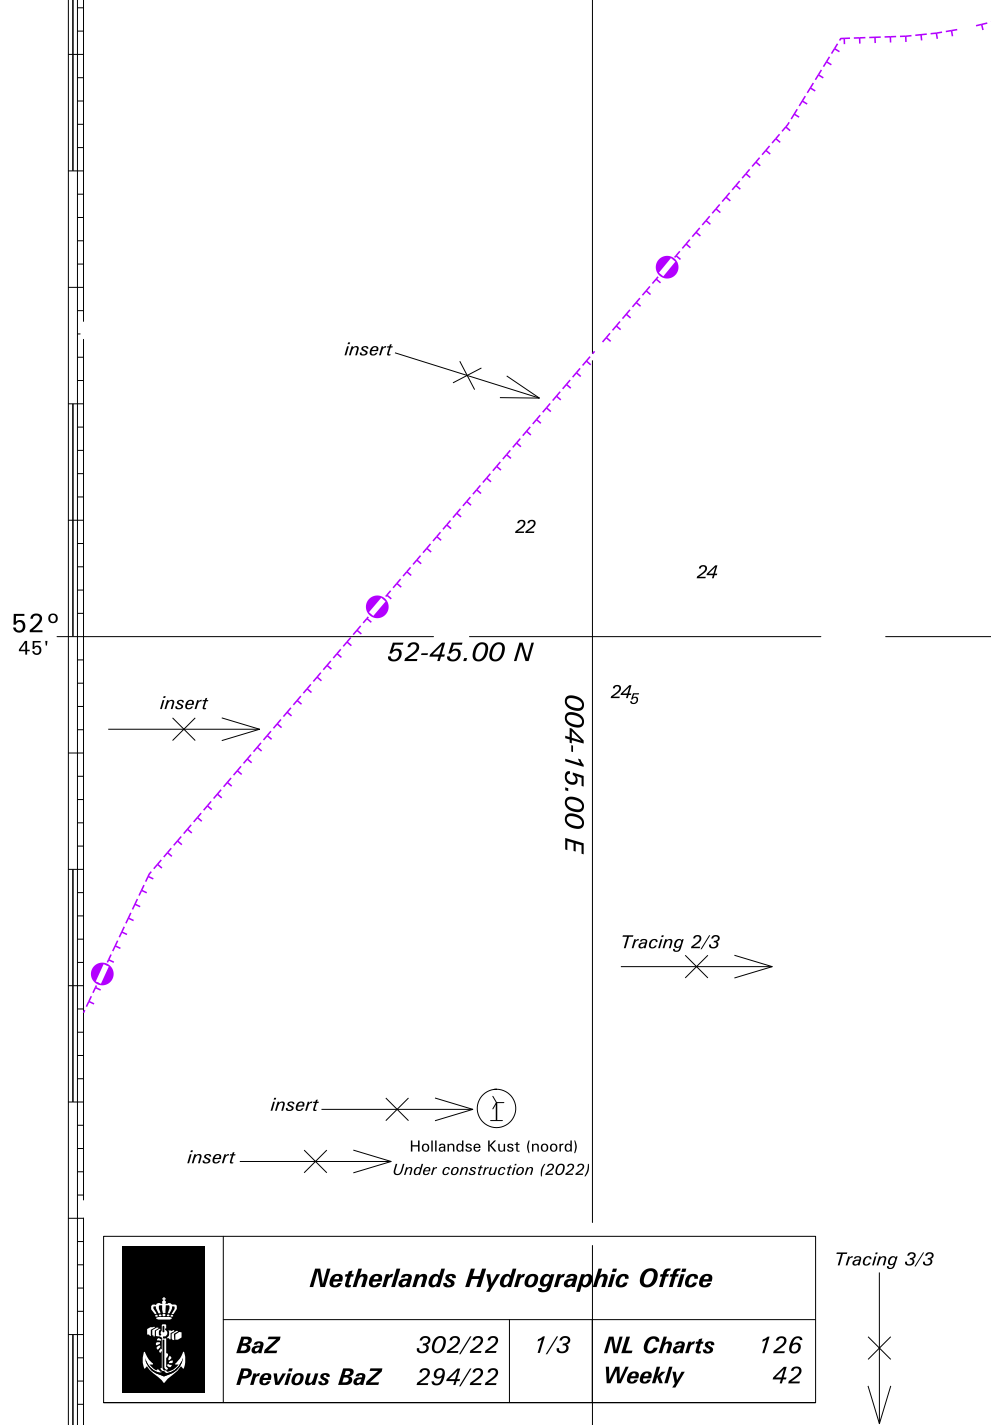 insert
22
24
52°
45'
52-45.00 N
24₅
004-15.00 E
insert
Tracing 2/3
insert
Hollandse Kust (noord)
insert
Under construction (2022)
Netherlands Hydrographic Office
Tracing 3/3
BaZ 302/22 1/3 NL Charts 126
Previous BaZ 294/22 Weekly 42